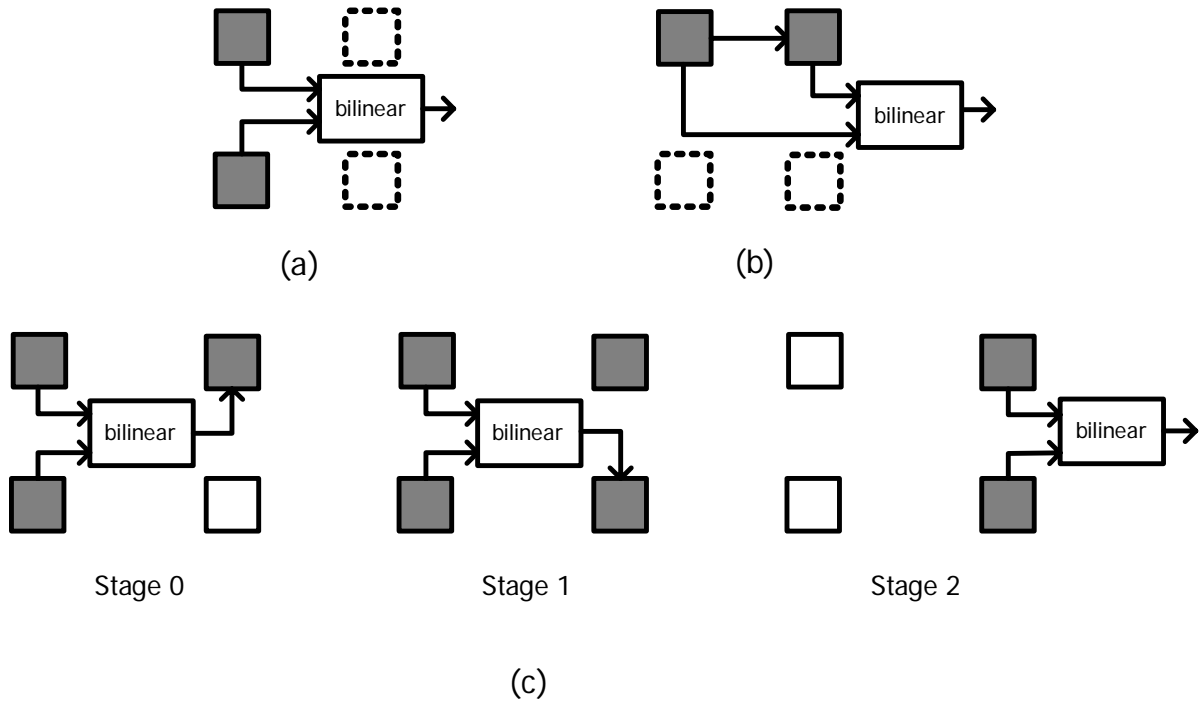 bilinear
bilinear
(a)
(b)
bilinear
bilinear
bilinear
Stage 0
Stage 1
Stage 2
(c)